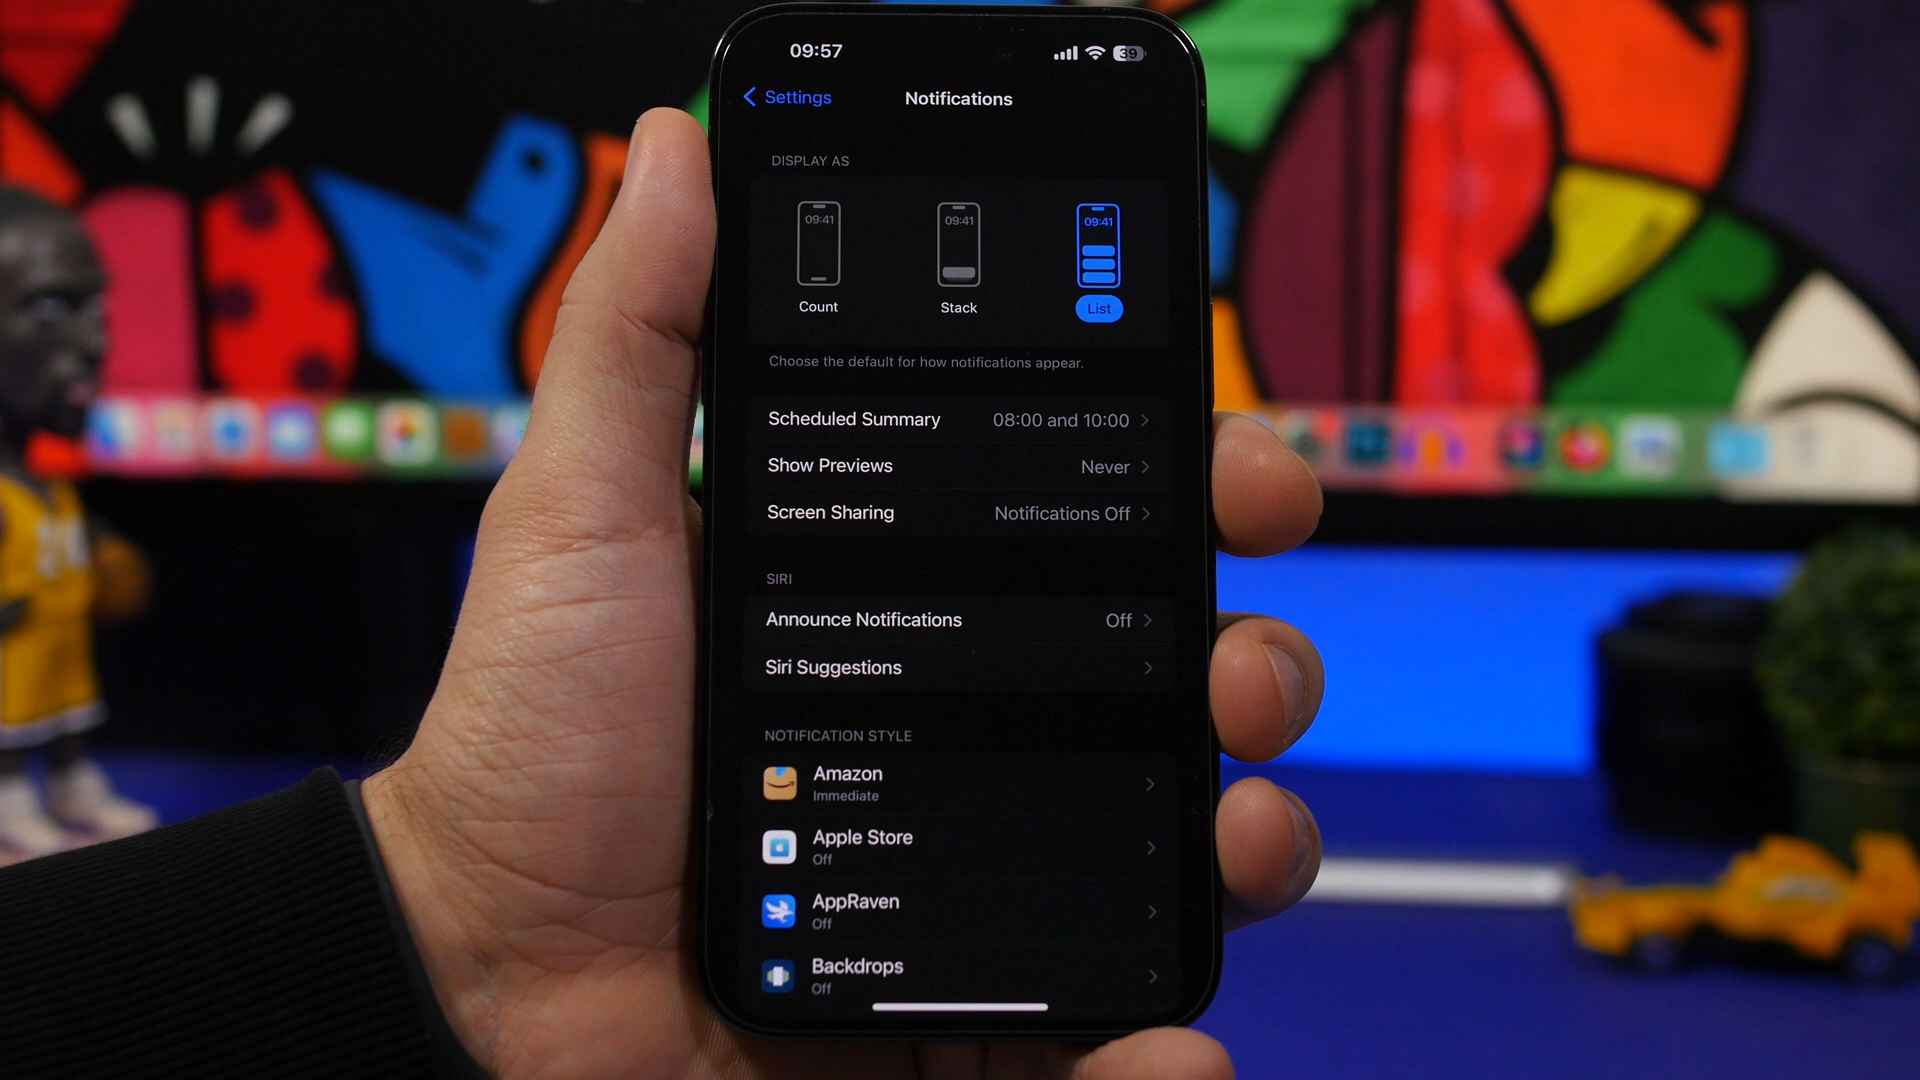 09:57
39
Settings
Notifications
DISPLAY AS
09:41
09:41
09:41
Count
Stack
List
Choose the default for how notifications appear.
Scheduled Summary
08:00 and 10:00
Show Previews
Never
Screen Sharing
Notifications Off
SIRI
Announce Notifications
Off
Siri Suggestions
NOTIFICATION STYLE
Amazon
Immediate
Apple Store
Off
AppRaven
Off
Backdrops
Off